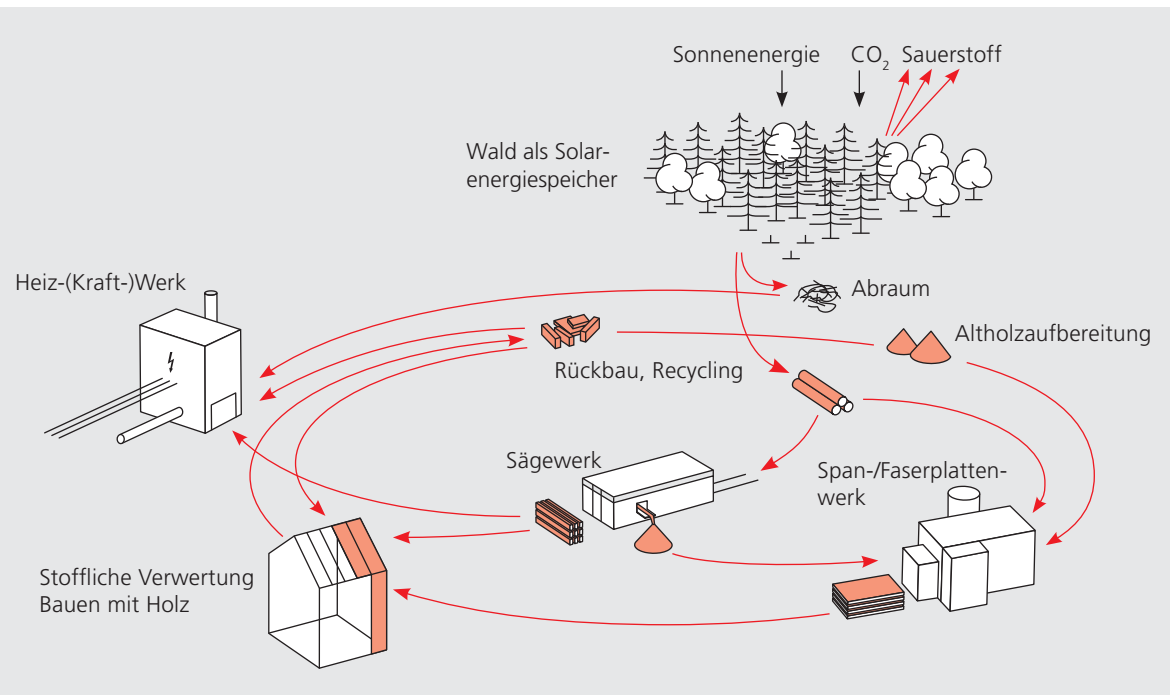 Sonnenenergie
CO2 Sauerstoff
Wald als Solar-
energiespeicher
Heiz-(Kraft-)Werk
Abraum
Altholzaufbereitung
Rückbau, Recycling
Sägewerk
Span-/Faserplatten-
werk
Stoffliche Verwertung
Bauen mit Holz